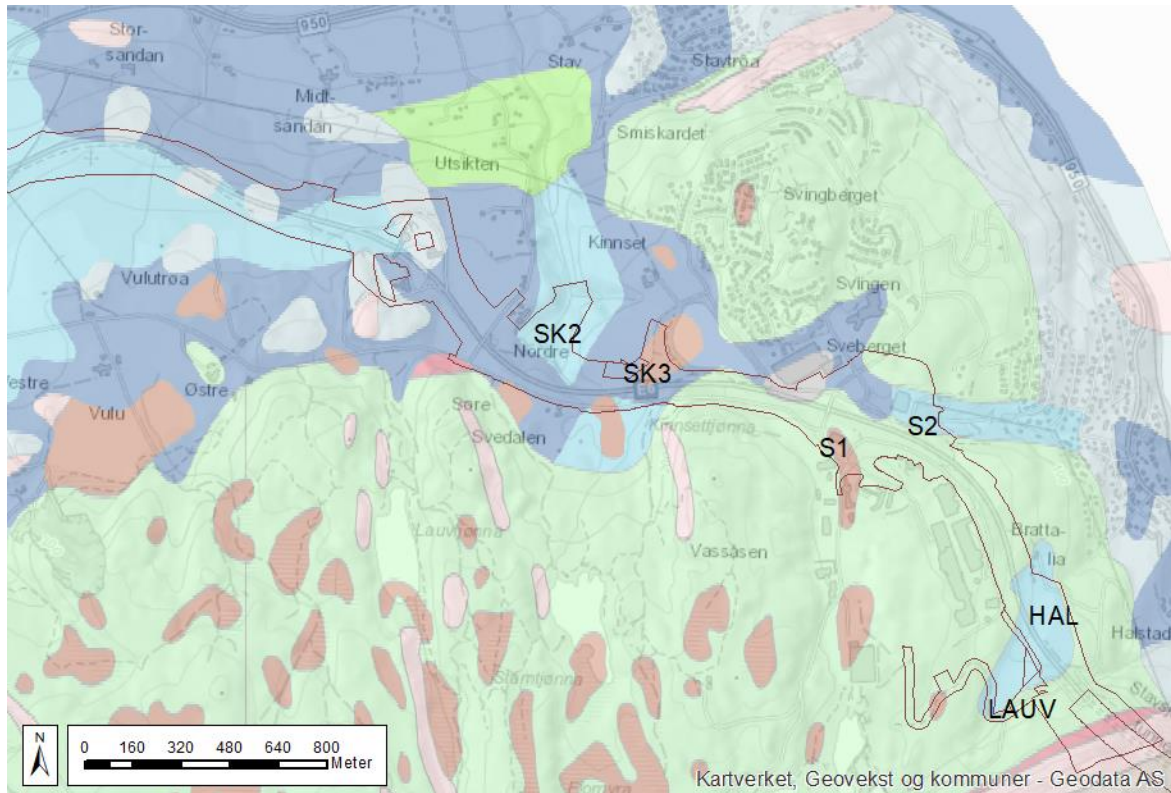 950
Stor-
sandan
Stav
Stavtrøa
Midt-
sandan
Smiskardet
Utsikten
Svingberget
950
Kinnset
Vulutrøa
Svingen
SK2
Nordre
Sveberget
SK3
E6
Vestre
Østre
Vulu
Søre
Svedalen
Kinnsettjønna
S1
S2
Lauvtjønna
Vassåsen
Bratta-
lia
HAL
Halstad
Slåmtjønna
LAUV
N
0 160 320 480 640 800
Meter
Kartverket, Geovekst og kommuner - Geodata AS